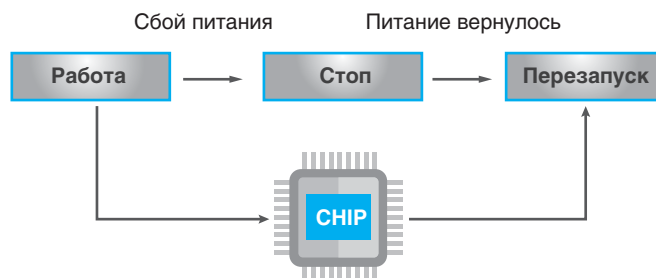 Сбой питания
Питание вернулось
Работа
Стоп
Перезапуск
CHIP